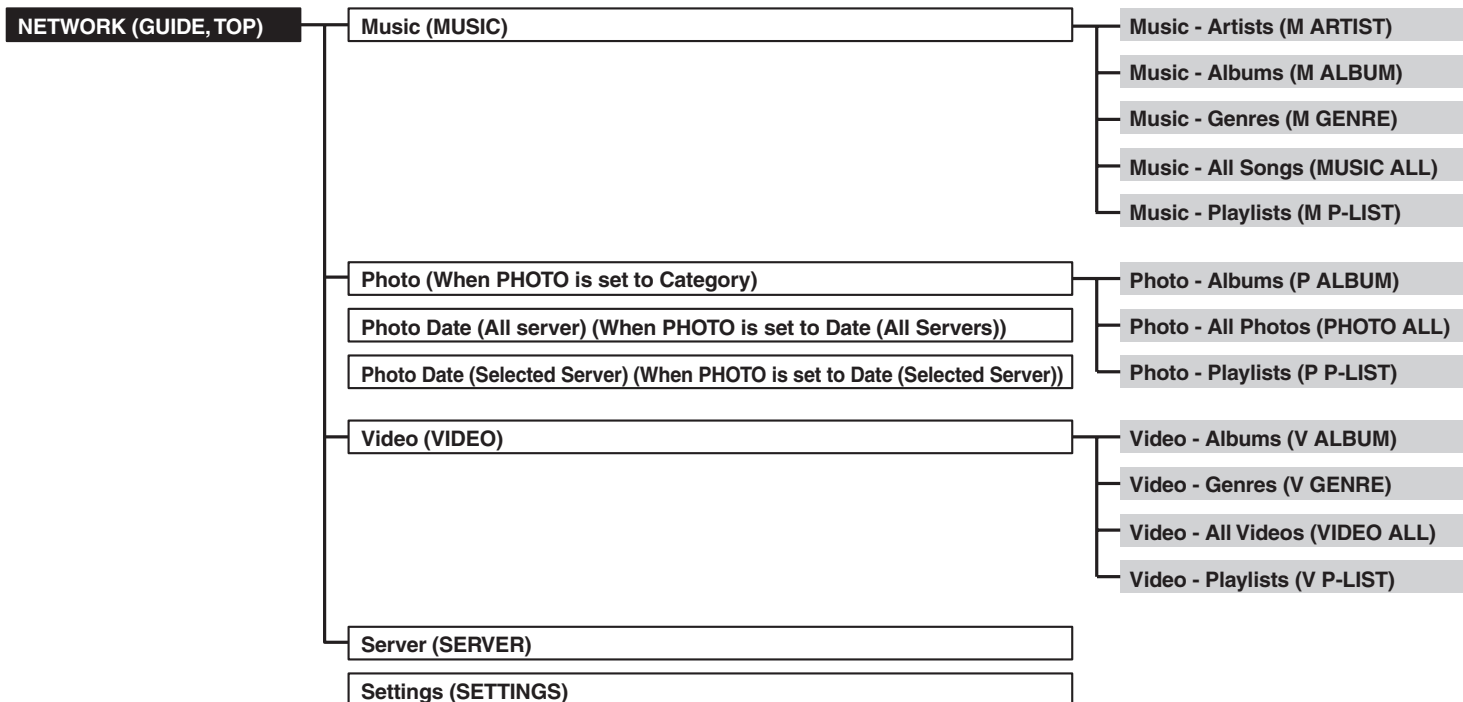 NETWORK (GUIDE, TOP)
Music (MUSIC)
Music - Artists (M ARTIST)
Music - Albums (M ALBUM)
Music - Genres (M GENRE)
Music - All Songs (MUSIC ALL)
Music - Playlists (M P-LIST)
Photo (When PHOTO is set to Category)
Photo - Albums (P ALBUM)
Photo Date (All server) (When PHOTO is set to Date (All Servers))
Photo - All Photos (PHOTO ALL)
Photo Date (Selected Server) (When PHOTO is set to Date (Selected Server))
Photo - Playlists (P P-LIST)
Video (VIDEO)
Video - Albums (V ALBUM)
Video - Genres (V GENRE)
Video - All Videos (VIDEO ALL)
Video - Playlists (V P-LIST)
Server (SERVER)
Settings (SETTINGS)